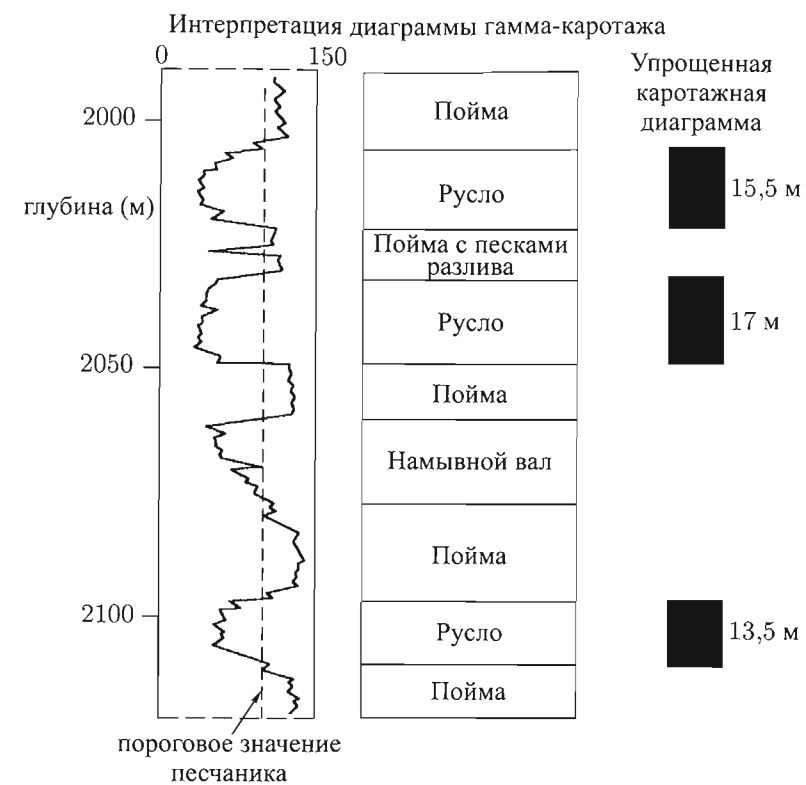 Интерпретация диаграммы гамма-каротажа
0 150
Упрощенная
каротажная
диаграмма
2000
Пойма
глубина (м)
Русло
15,5 м
Пойма с песками
разлива
Русло
17 м
2050
Пойма
Намывной вал
Пойма
2100
Русло
13,5 м
Пойма
пороговое значение
песчаника